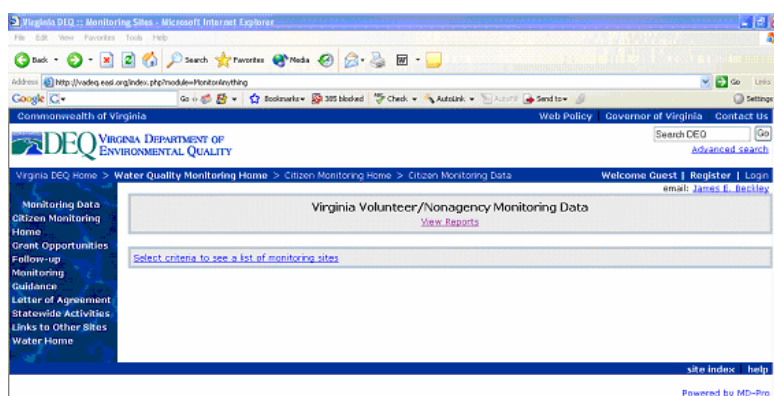 Virginia DEQ :: Monitoring Sites - Microsoft Internet Explorer
File Edit View Favorites Tools Help
Back Search Favorites Media
Address http://vadeq.easi.org/index.php?module=MonitorAnything Go Links
Google G Go Bookmarks 385 blocked Check AutoLink AutoFill Send to Settings
Commonwealth of Virginia Web Policy Governor of Virginia Contact Us
DEQ VIRGINIA DEPARTMENT OF
ENVIRONMENTAL QUALITY
Search DEQ Go
Advanced search
Virginia DEQ Home > Water Quality Monitoring Home > Citizen Monitoring Home > Citizen Monitoring Data Welcome Guest | Register | Login
email: James E. Beckley
Monitoring Data
Citizen Monitoring
Home
Grant Opportunities
Follow-up
Monitoring
Guidance
Letter of Agreement
Statewide Activities
Links to Other Sites
Water Home
Virginia Volunteer/Nonagency Monitoring Data
View Reports
Select criteria to see a list of monitoring sites
site index help
Powered by MD-Pro